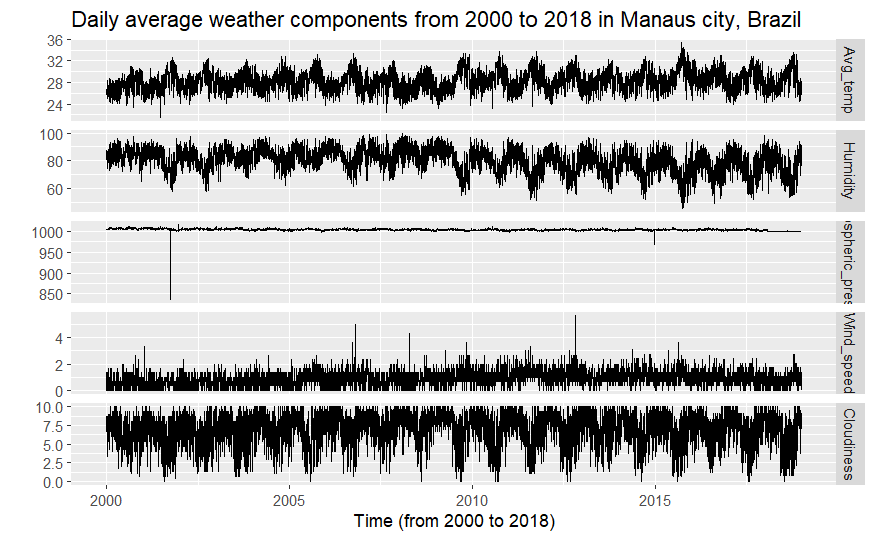 Daily average weather components from 2000 to 2018 in Manaus city, Brazil
36
32
28
24
Avg_temp
100
80
60
Humidity
1000
950
900
850
ospheric_pres
4
2
0
Wind_speed
10.0
7.5
5.0
2.5
0.0
Cloudiness
2000 2005 2010 2015
Time (from 2000 to 2018)